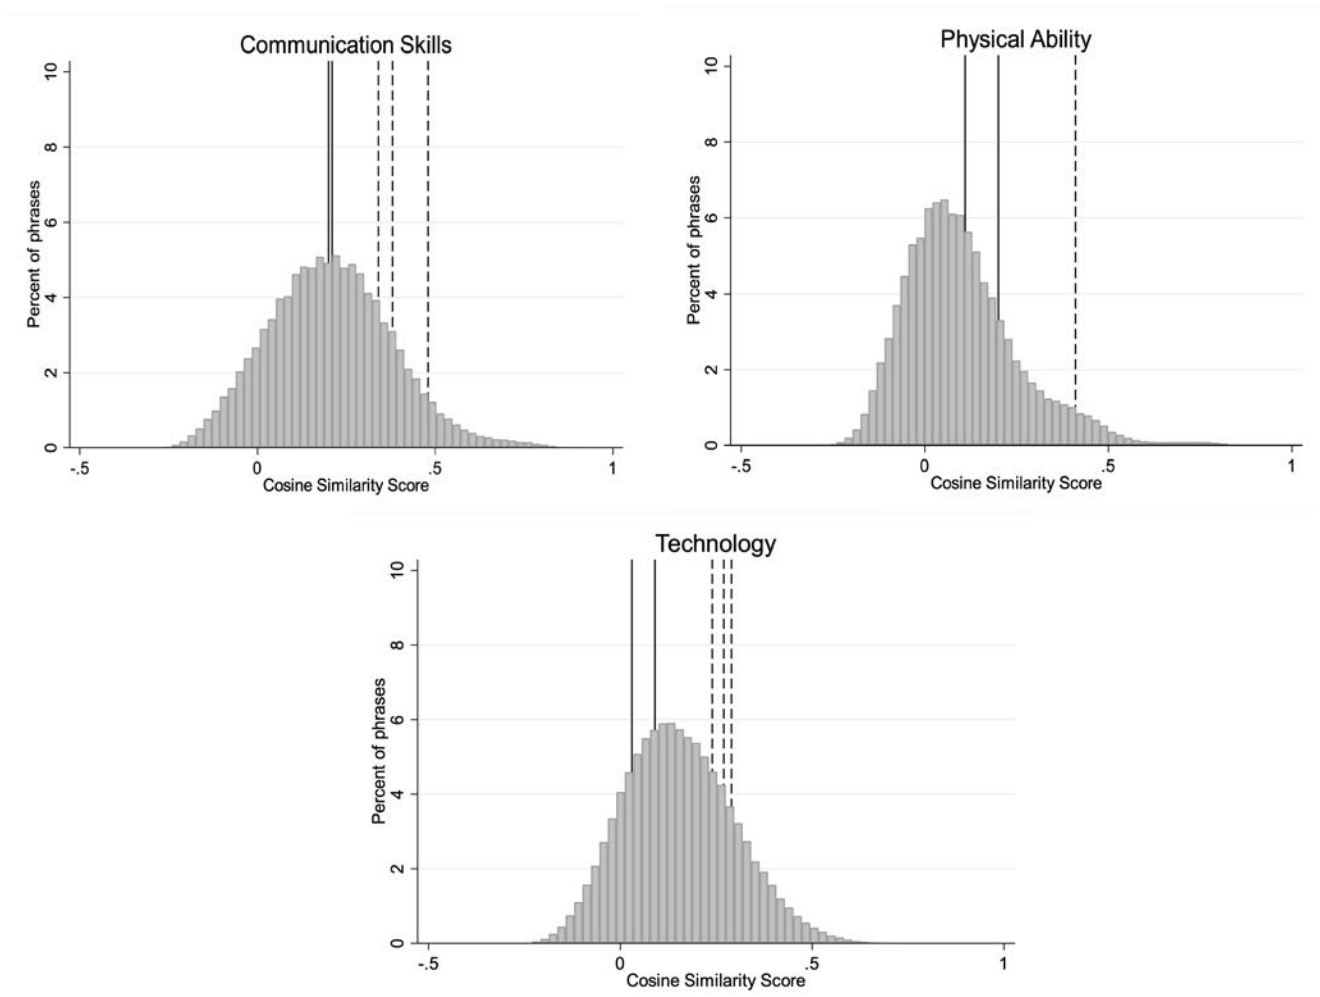 Communication Skills
Percent of phrases
10
8
6
4
2
0
-.5 0 .5 1
Cosine Similarity Score
Physical Ability
Percent of phrases
10
8
6
4
2
0
-.5 0 .5 1
Cosine Similarity Score
Technology
Percent of phrases
10
8
6
4
2
0
-.5 0 .5 1
Cosine Similarity Score